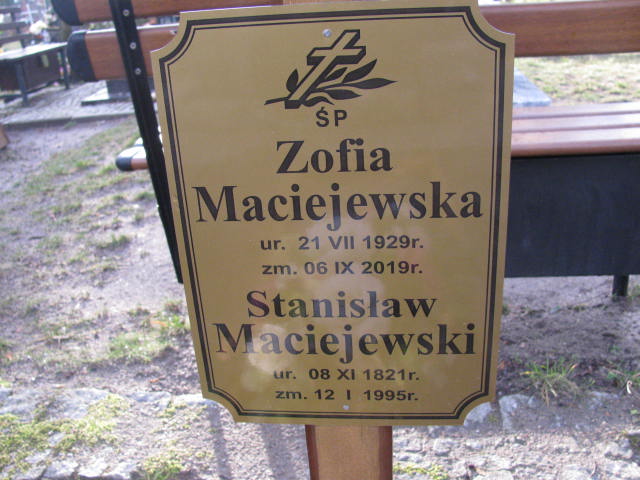 ŚP
Zofia
Maciejewska
ur. 21 VII 1929r.
zm. 06 IX 2019r.
Stanisław
Maciejewski
ur. 08 XI 1821r.
zm. 12 I 1995r.